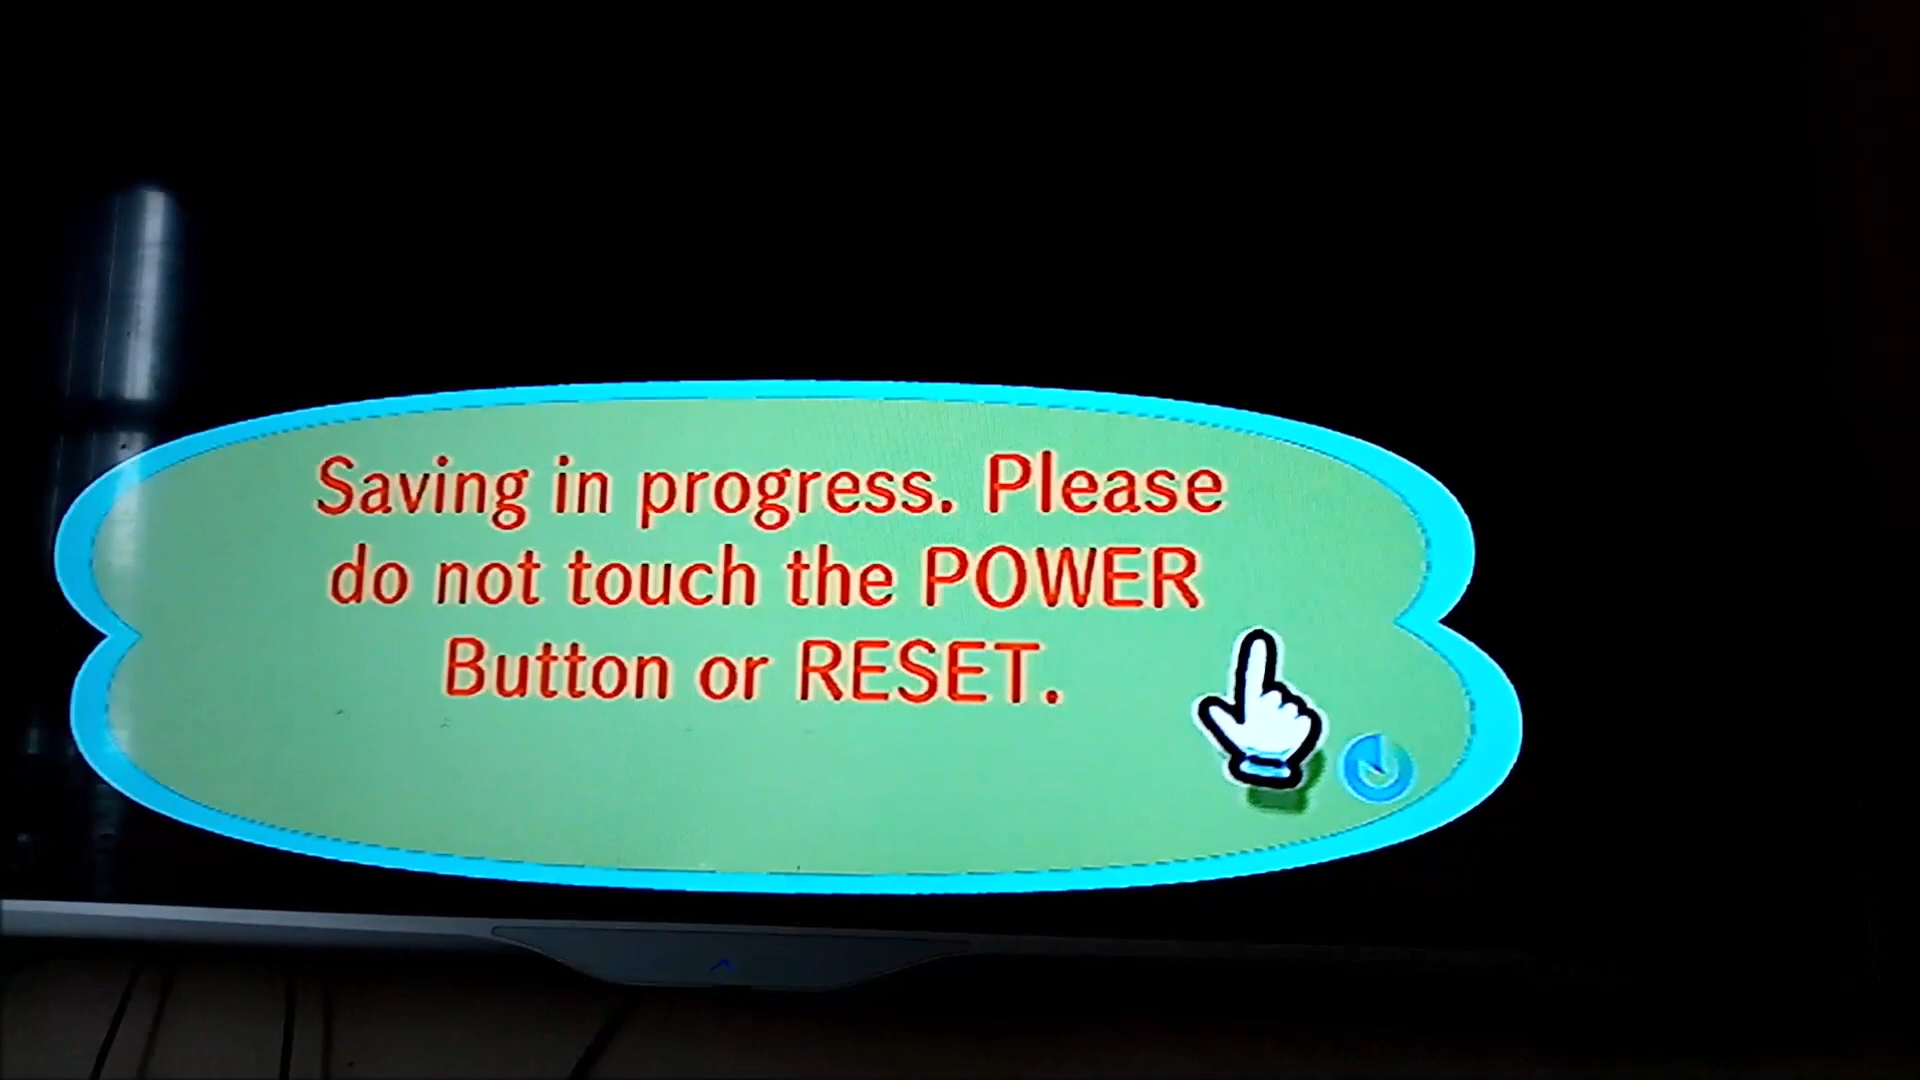 Saving in progress. Please
do not touch the POWER
Button or RESET.